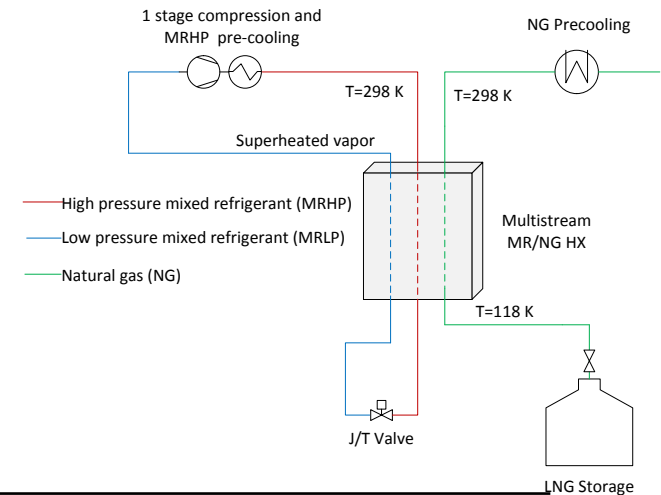 1 stage compression and
MRHP pre-cooling
NG Precooling
T=298 K
T=298 K
Superheated vapor
High pressure mixed refrigerant (MRHP)
Low pressure mixed refrigerant (MRLP)
Natural gas (NG)
Multistream
MR/NG HX
T=118 K
J/T Valve
LNG Storage